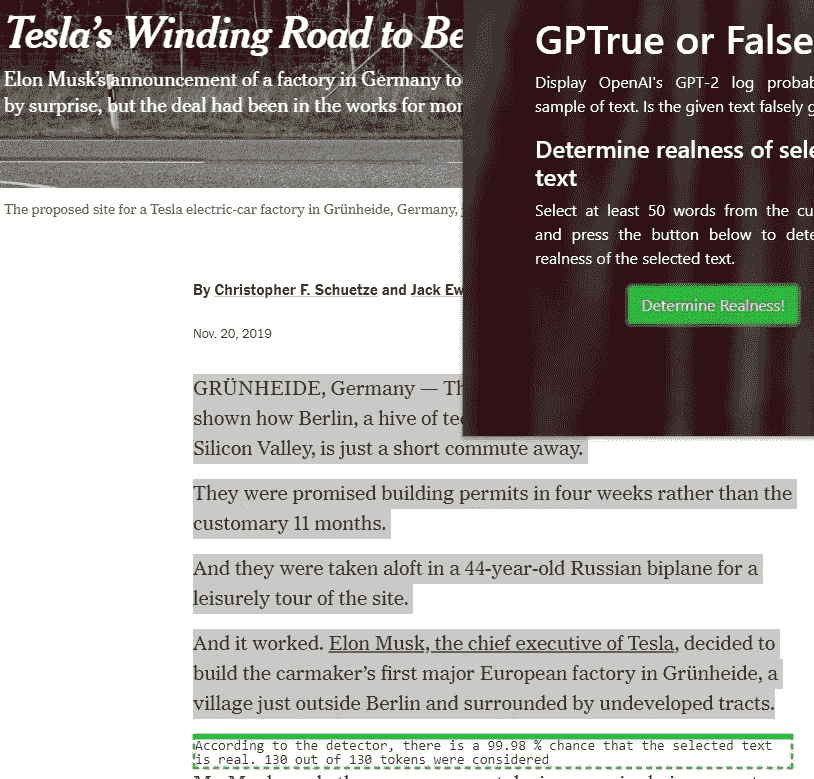 Tesla's Winding Road to Be
Elon Musk's announcement of a factory in Germany to
by surprise, but the deal had been in the works for mor
The proposed site for a Tesla electric-car factory in Grünheide, Germany,
By Christopher F. Schuetze and Jack Ew
Nov. 20, 2019
GRÜNHEIDE, Germany — Th
shown how Berlin, a hive of tec
Silicon Valley, is just a short commute away.
They were promised building permits in four weeks rather than the
customary 11 months.
And they were taken aloft in a 44-year-old Russian biplane for a
leisurely tour of the site.
And it worked. Elon Musk, the chief executive of Tesla, decided to
build the carmaker's first major European factory in Grünheide, a
village just outside Berlin and surrounded by undeveloped tracts.
According to the detector, there is a 99.98 % chance that the selected text
is real. 130 out of 130 tokens were considered
GPTrue or False
Display OpenAI's GPT-2 log probab
sample of text. Is the given text falsely g
Determine realness of sele
text
Select at least 50 words from the cu
and press the button below to dete
realness of the selected text.
Determine Realness!